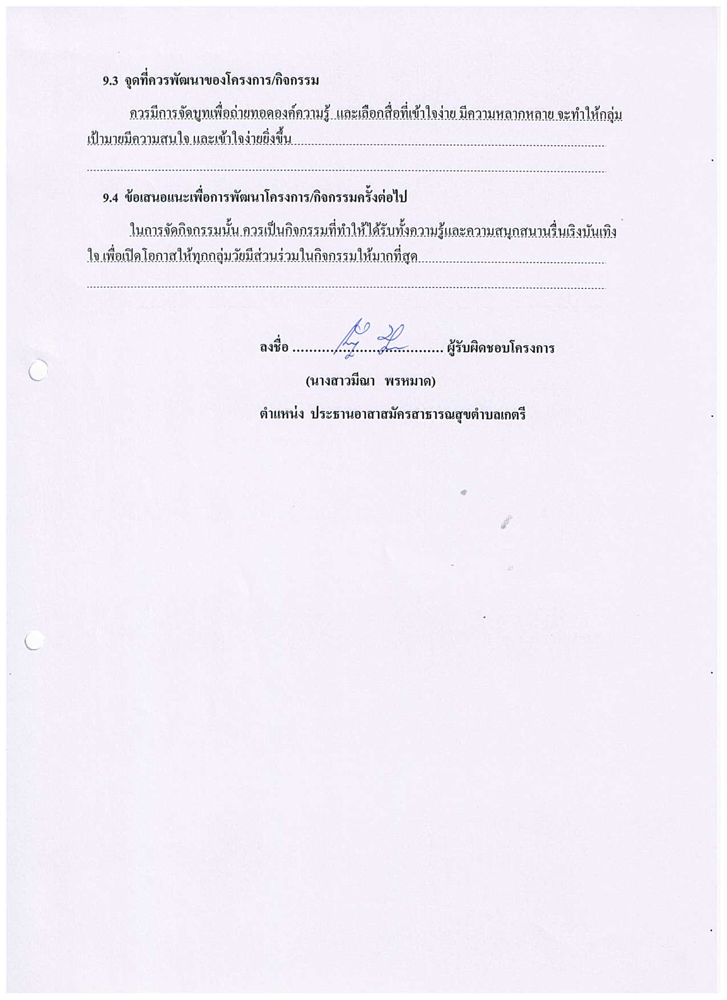 9.3 จุดที่ควรพัฒนาของโครงการ/กิจกรรม
ควรมีการจัดบูทเพื่อถ่ายทอดองค์ความรู้ และเลือกสื่อที่เข้าใจง่าย มีความหลากหลาย จะทำให้กลุ่ม
เป้ามายมีความสนใจ และเข้าใจง่ายยิ่งขึ้น
9.4 ข้อเสนอแนะเพื่อการพัฒนาโครงการ/กิจกรรมครั้งต่อไป
ในการจัดกิจกรรมนั้น ควรเป็นกิจกรรมที่ทำให้ได้รับทั้งความรู้และความสนุกสนานรื่นเริงบันเทิง
ใจ เพื่อเปิดโอกาสให้ทุกกลุ่มวัยมีส่วนร่วมในกิจกรรมให้มากที่สุด
ลงชื่อ .................................... ผู้รับผิดชอบโครงการ
(นางสาวมีณา พรหมาด)
ตำแหน่ง ประธานอาสาสมัครสาธารณสุขตำบลเกตรี